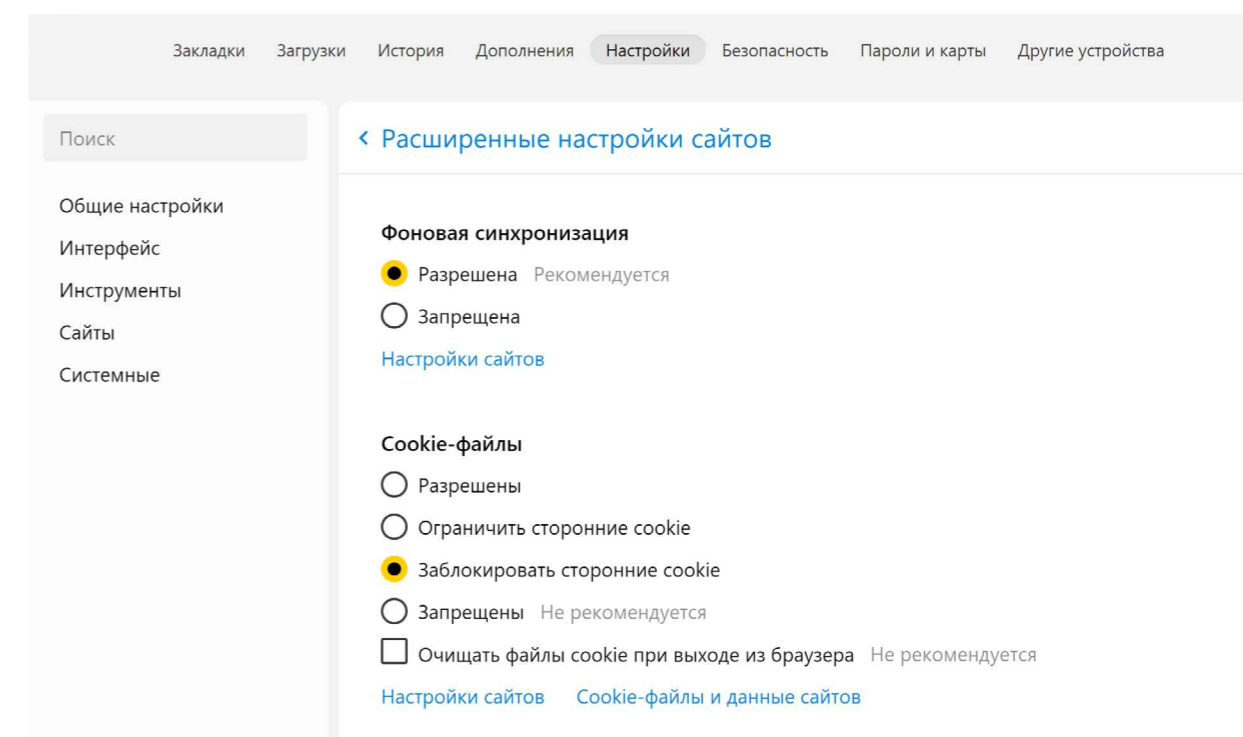 Закладки Загрузки История Дополнения Настройки Безопасность Пароли и карты Другие устройства
Поиск
Общие настройки
Интерфейс
Инструменты
Сайты
Системные
Расширенные настройки сайтов
Фоновая синхронизация
Разрешена Рекомендуется
Запрещена
Настройки сайтов
Cookie-файлы
Разрешены
Ограничить сторонние cookie
Заблокировать сторонние cookie
Запрещены Не рекомендуется
Очищать файлы cookie при выходе из браузера Не рекомендуется
Настройки сайтов Cookie-файлы и данные сайтов